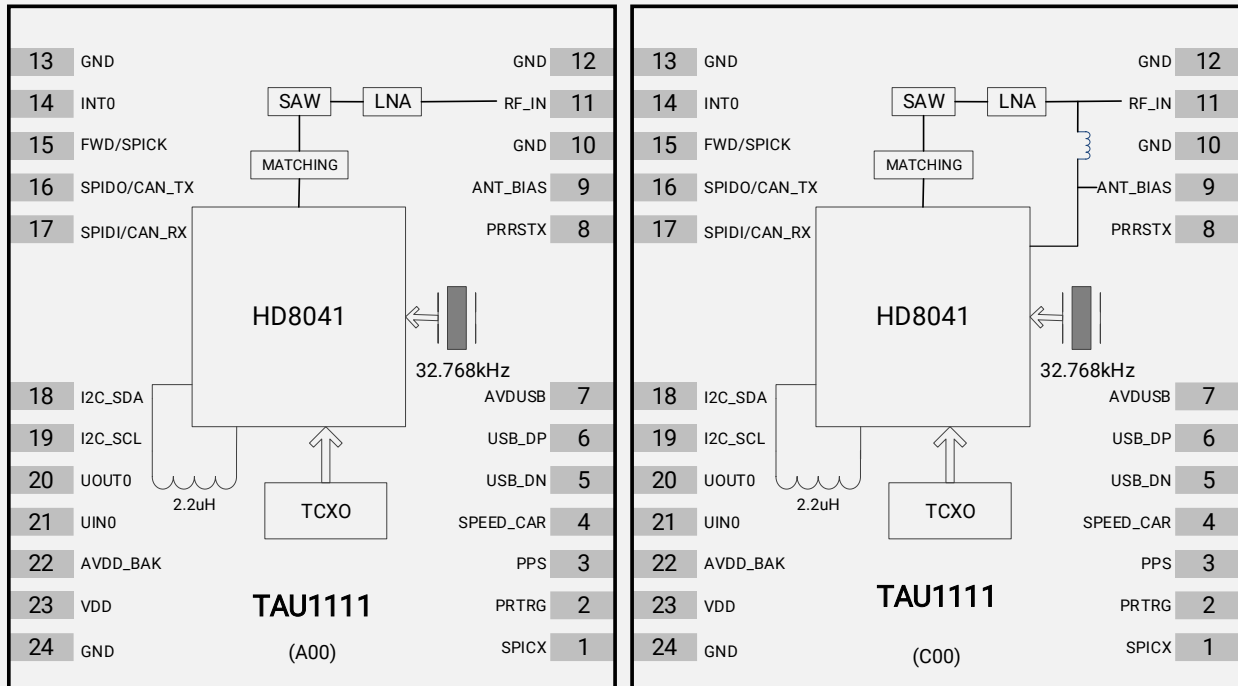 13 GND GND 12
14 INT0 SAW LNA RF_IN 11
15 FWD/SPICK GND 10
MATCHING
16 SPIDO/CAN_TX ANT_BIAS 9
17 SPIDI/CAN_RX PRRSTX 8
HD8041
32.768kHz
18 I2C_SDA AVDUSB 7
19 I2C_SCL USB_DP 6
20 UOUT0 USB_DN 5
2.2uH
TCXO
21 UIN0 SPEED_CAR 4
22 AVDD_BAK PPS 3
23 VDD TAU1111 PRTRG 2
24 GND (A00) SPICX 1
13 GND GND 12
14 INT0 SAW LNA RF_IN 11
15 FWD/SPICK GND 10
MATCHING
16 SPIDO/CAN_TX ANT_BIAS 9
17 SPIDI/CAN_RX PRRSTX 8
HD8041
32.768kHz
18 I2C_SDA AVDUSB 7
19 I2C_SCL USB_DP 6
20 UOUT0 USB_DN 5
2.2uH
TCXO
21 UIN0 SPEED_CAR 4
22 AVDD_BAK PPS 3
23 VDD TAU1111 PRTRG 2
24 GND (C00) SPICX 1